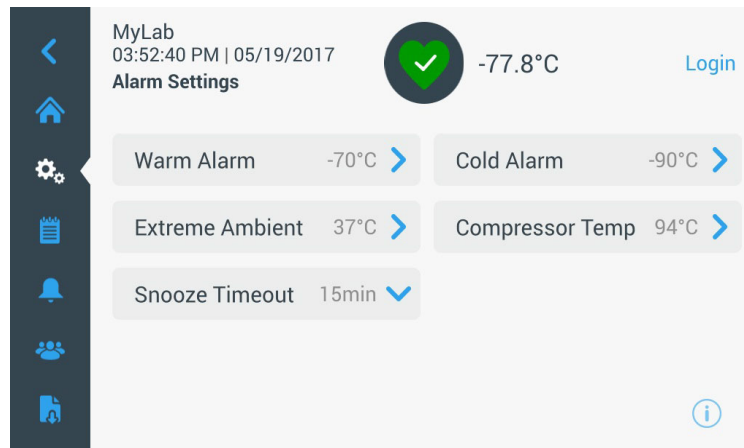 MyLab
03:52:40 PM | 05/19/2017
Alarm Settings
-77.8°C
Login
Warm Alarm -70°C
Cold Alarm -90°C
Extreme Ambient 37°C
Compressor Temp 94°C
Snooze Timeout 15min
i